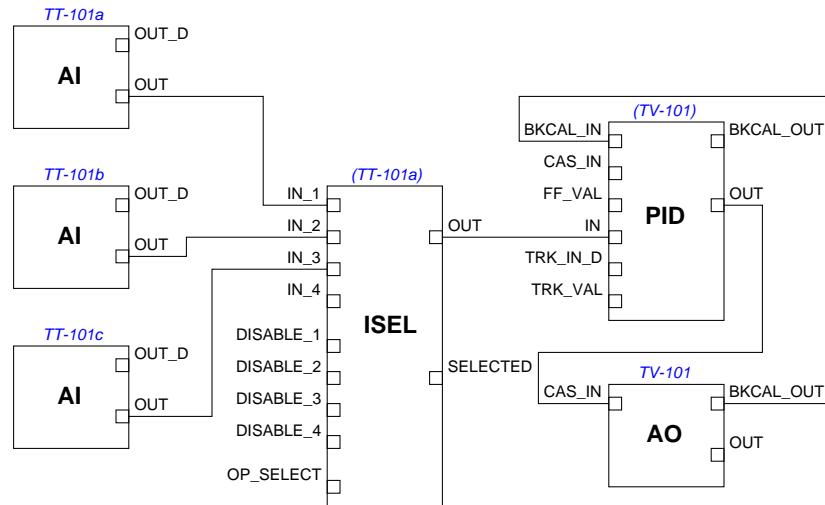 TT-101a
OUT_D
AI
OUT
TT-101b
OUT_D
AI
OUT
TT-101c
OUT_D
AI
OUT
(TT-101a)
IN_1
IN_2
IN_3
IN_4
DISABLE_1
DISABLE_2
DISABLE_3
DISABLE_4
OP_SELECT
ISEL
OUT
SELECTED
(TV-101)
BKCAL_IN
CAS_IN
FF_VAL
IN
TRK_IN_D
TRK_VAL
PID
BKCAL_OUT
OUT
TV-101
CAS_IN
AO
BKCAL_OUT
OUT